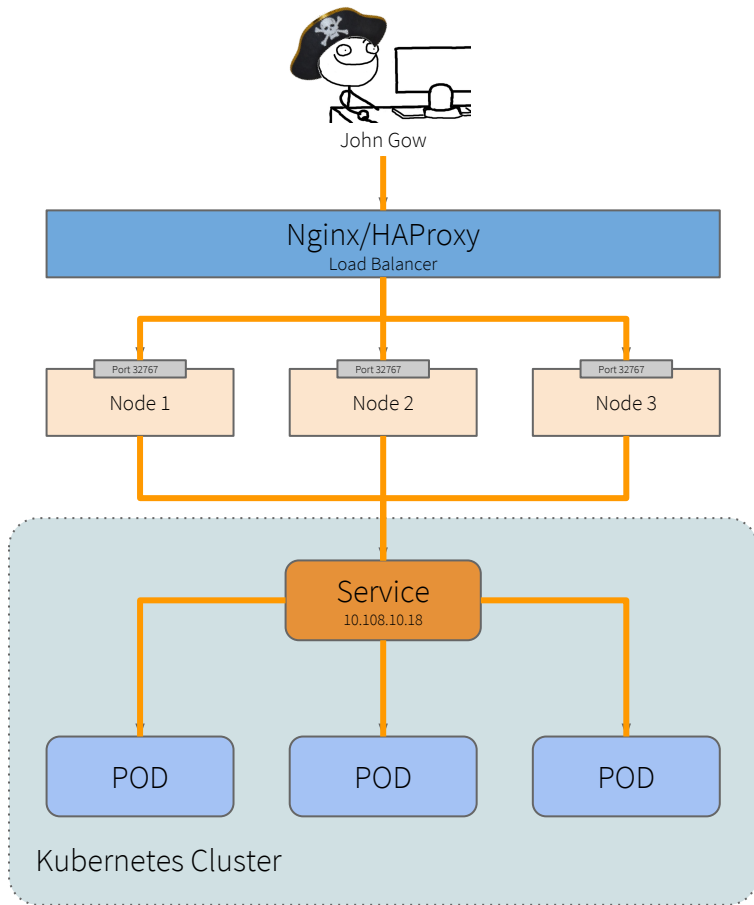 John Gow
Nginx/HAProxy
Load Balancer
Port 32767
Port 32767
Port 32767
Node 1
Node 2
Node 3
Service
10.108.10.18
POD
POD
POD
Kubernetes Cluster